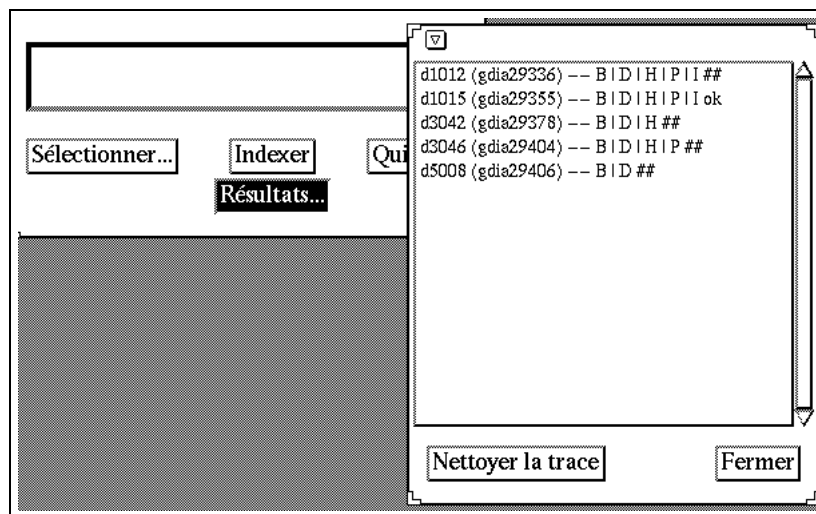 Sélectionner...
Indexer
Qui
Résultats...
d1012 (gdia29336) -- B|D|H|P|I ##
d1015 (gdia29355) -- B|D|H|P|I ok
d3042 (gdia29378) -- B|D|H ##
d3046 (gdia29404) -- B|D|H|P ##
d5008 (gdia29406) -- B|D ##
Nettoyer la trace
Fermer